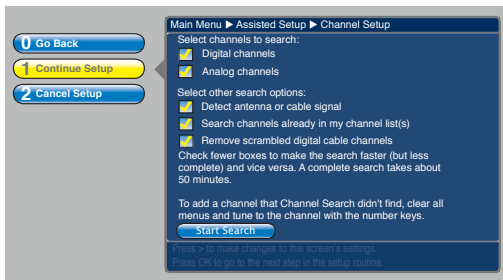 Main Menu ▶ Assisted Setup ▶ Channel Setup
0 Go Back
1 Continue Setup
2 Cancel Setup
Select channels to search:
Digital channels
Analog channels
Select other search options:
Detect antenna or cable signal
Search channels already in my channel list(s)
Remove scrambled digital cable channels
Check fewer boxes to make the search faster (but less
complete) and vice versa. A complete search takes about
50 minutes.
To add a channel that Channel Search didn't find, clear all
menus and tune to the channel with the number keys.
Start Search
Press > to make changes to this screen's settings.
Press OK to go to the next step in the setup routine.